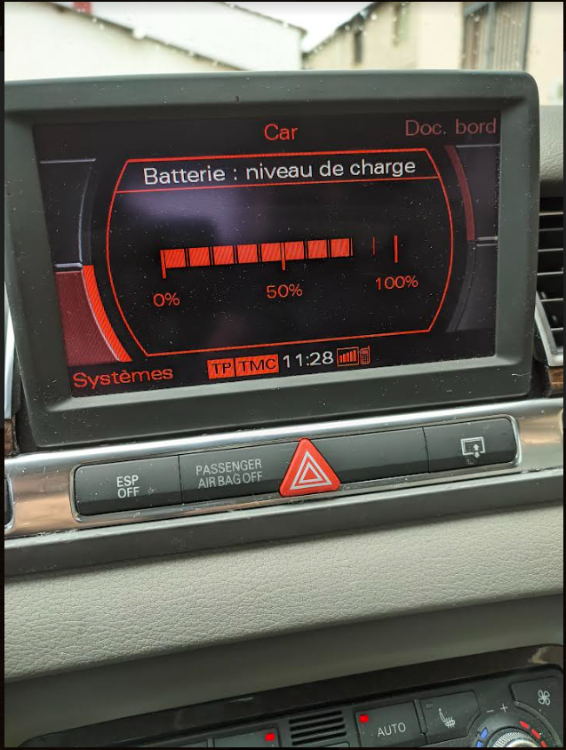 Car
Doc. bord
Batterie : niveau de charge
0%
50%
100%
Systèmes
TP TMC 11:28
ESP
OFF
PASSENGER
AIR BAG OFF
AUTO
- +